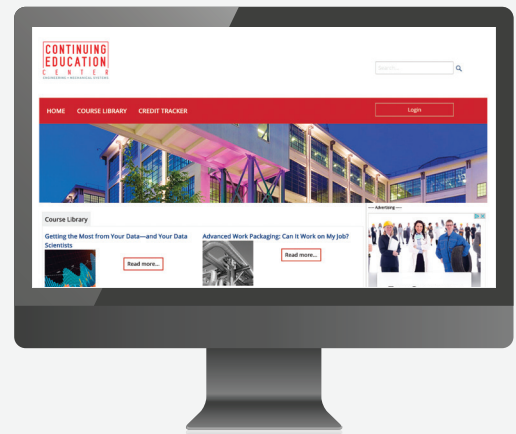 CONTINUING
EDUCATION
CENTER
ENGINEERING / MECHANICAL SYSTEMS
Search...
HOME COURSE LIBRARY CREDIT TRACKER Login
Course Library
---- Advertising ----
Getting the Most from Your Data—and Your Data
Scientists
Read more...
Advanced Work Packaging: Can It Work on My Job?
Read more...